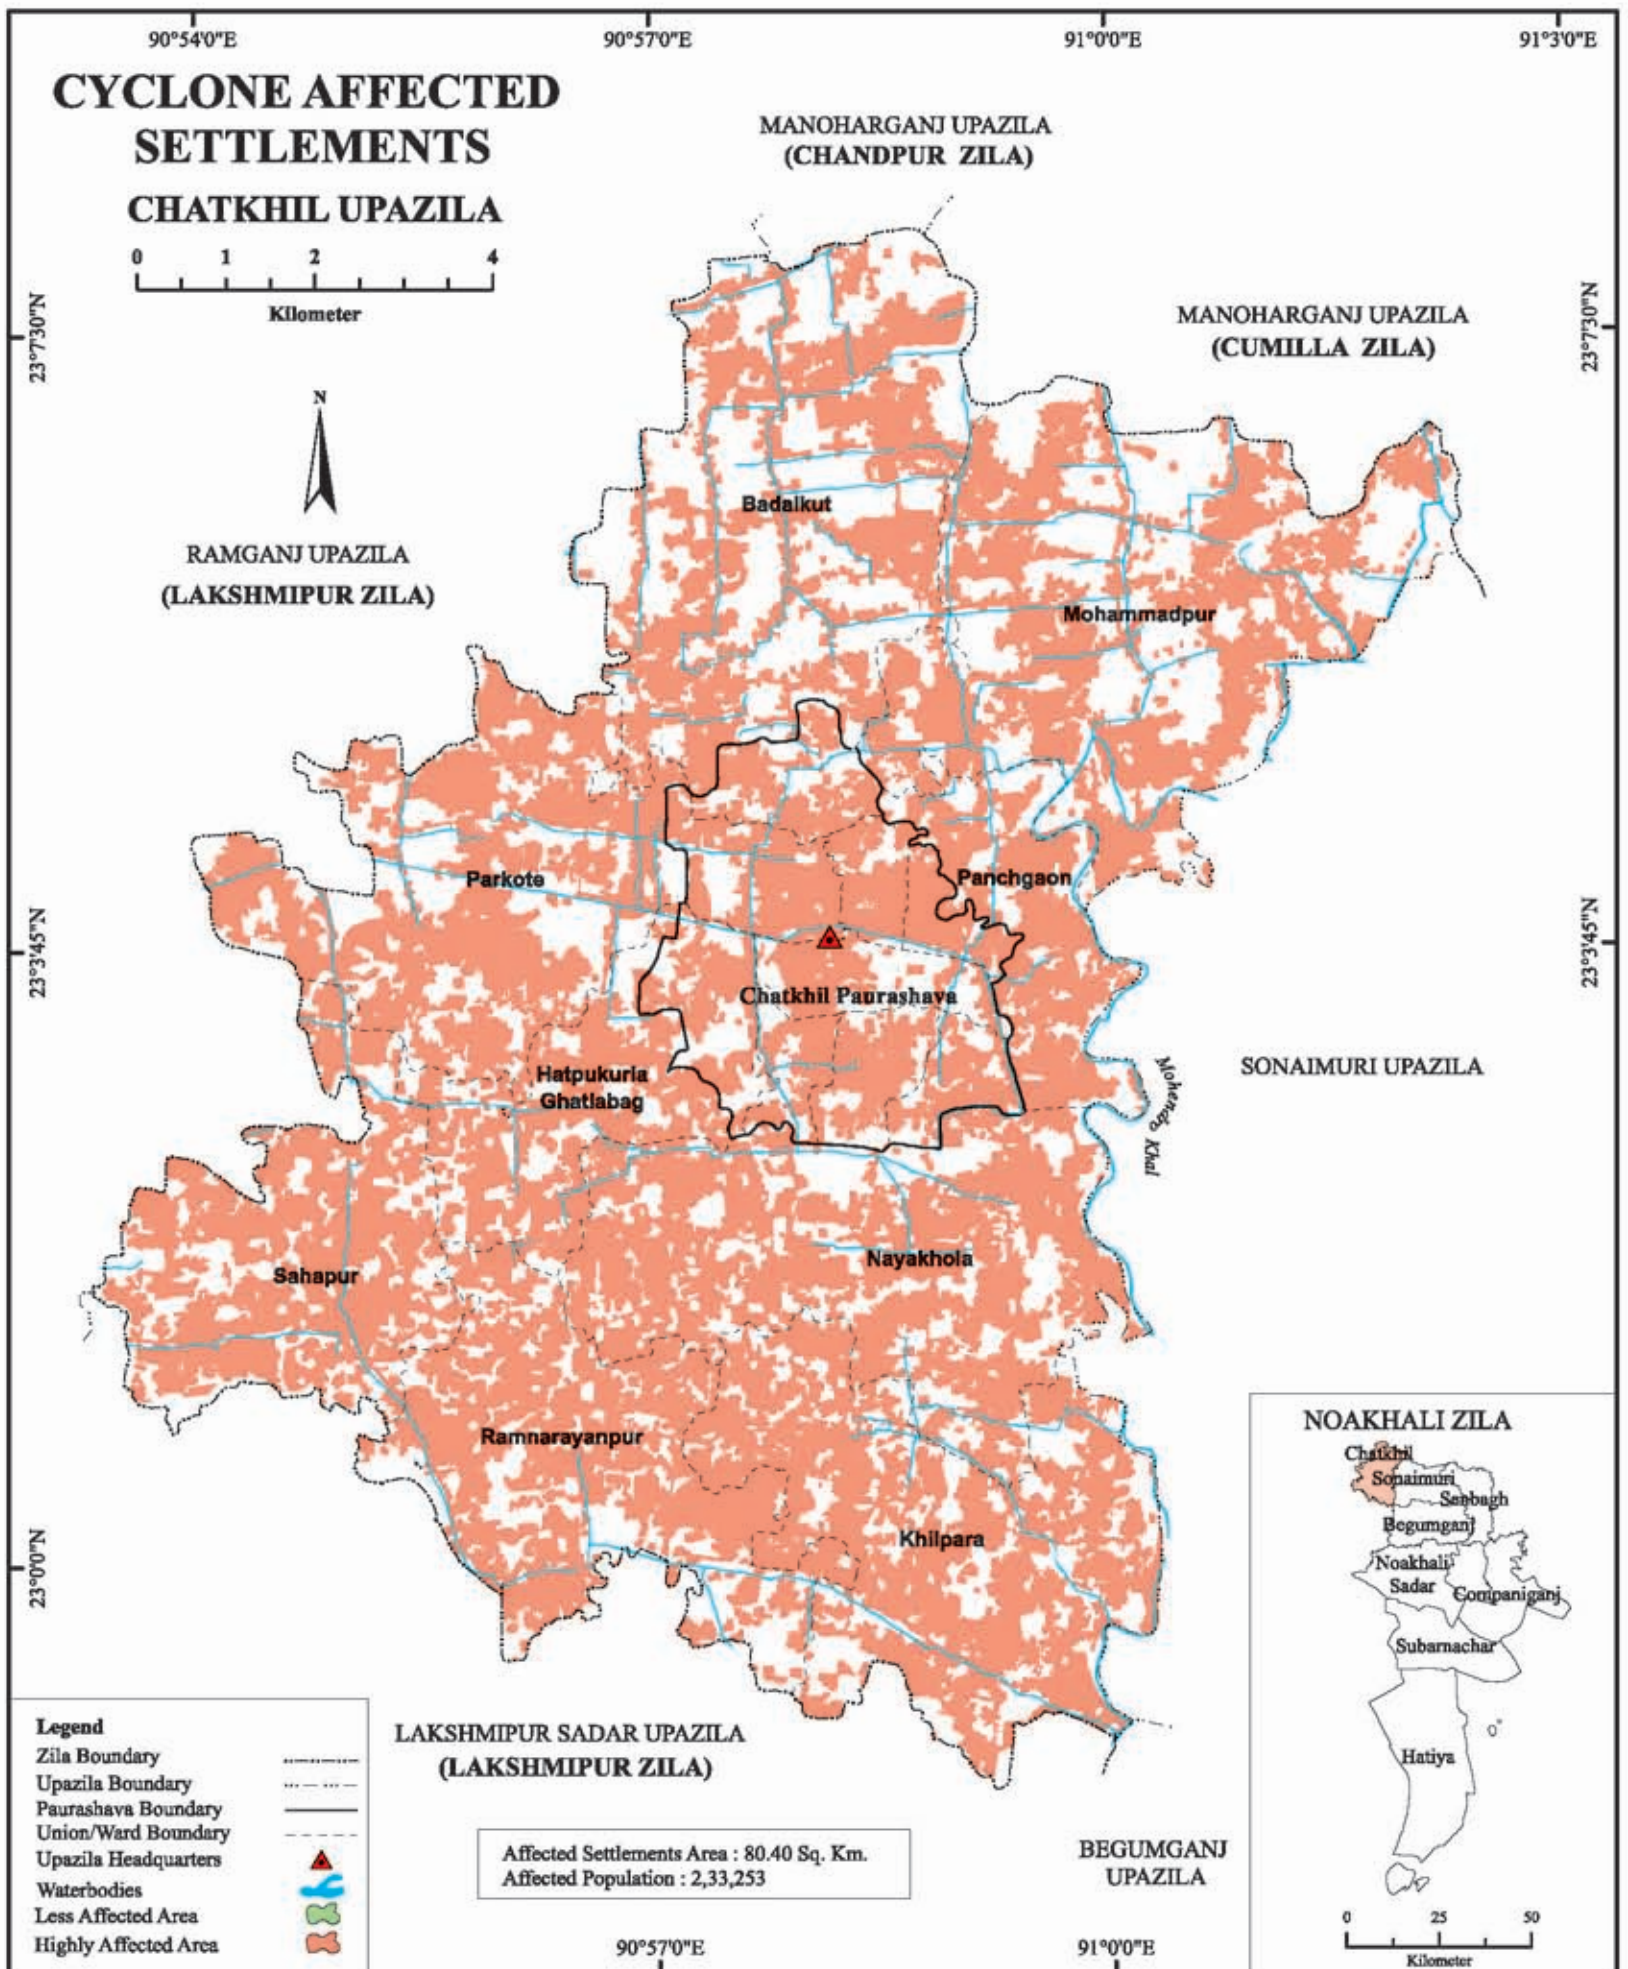 90°54'0"E
90°57'0"E
91°0'0"E
91°3'0"E
CYCLONE AFFECTED
SETTLEMENTS
CHATKHIL UPAZILA
0 1 2 4
Kilometer
MANOHARGANJ UPAZILA
(CHANDPUR ZILA)
MANOHARGANJ UPAZILA
(CUMILLA ZILA)
23°7'30"N
23°7'30"N
N
RAMGANJ UPAZILA
(LAKSHMIPUR ZILA)
Badalkut
Mohammadpur
Parkote
Panchgaon
23°3'45"N
23°3'45"N
Chatkhil Paurashava
Hatpukuria
Ghatlabag
SONAIMURI UPAZILA
Mohendro Khal
Nayakhola
Sahapur
Ramnarayanpur
Khilpara
23°0'0"N
NOAKHALI ZILA
Chatkhil
Sonaimuri
Senbagh
Begumganj
Noakhali
Sadar
Companiganj
Subarnachar
Hatiya
0 25 50
Kilometer
Legend
Zila Boundary
Upazila Boundary
Paurashava Boundary
Union/Ward Boundary
Upazila Headquarters
Waterbodies
Less Affected Area
Highly Affected Area
LAKSHMIPUR SADAR UPAZILA
(LAKSHMIPUR ZILA)
Affected Settlements Area : 80.40 Sq. Km.
Affected Population : 2,33,253
BEGUMGANJ
UPAZILA
90°57'0"E
91°0'0"E